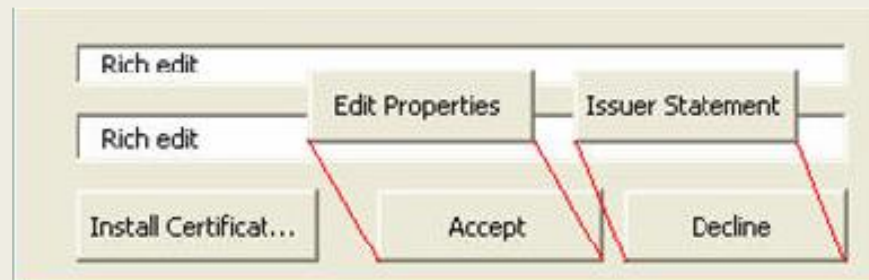 Rich edit
Edit Properties
Issuer Statement
Rich edit
Install Certificat...
Accept
Decline